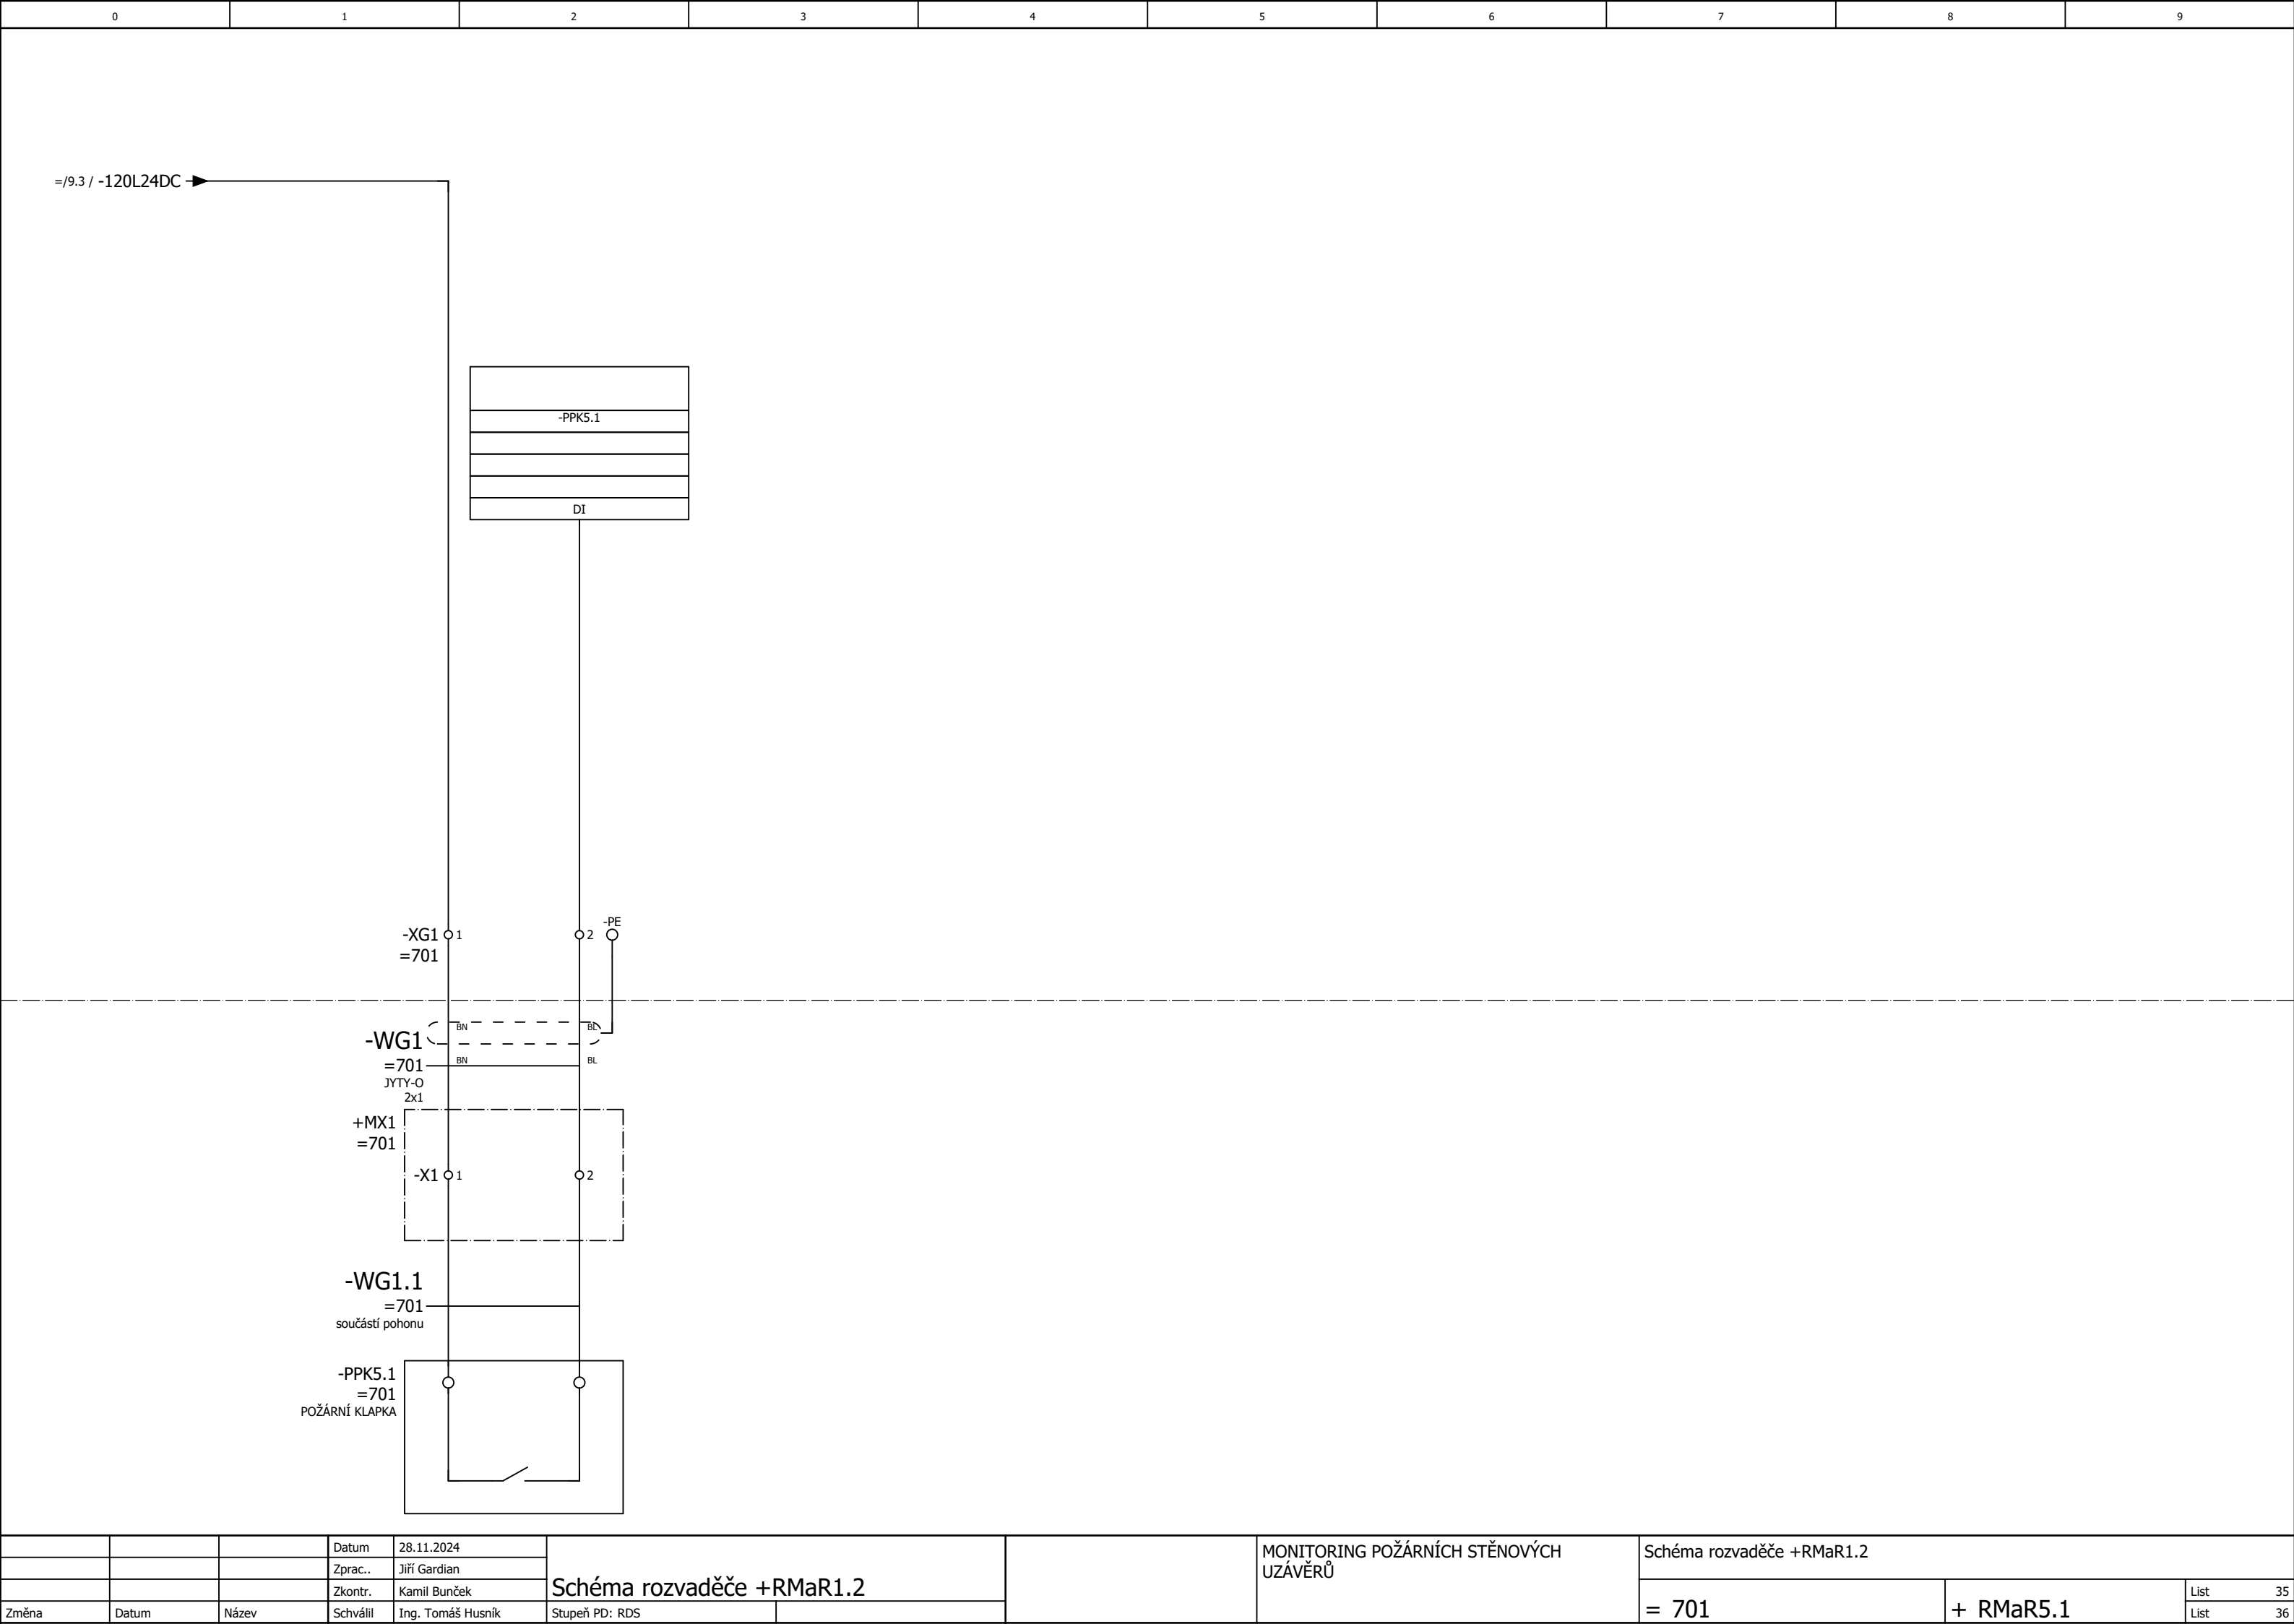 0 1 2 3 4 5 6 7 8 9
=/9.3 / -120L24DC
-PPK5.1
DI
-PE
-XG1 1 2
=701
BN BL
-WG1
=701 BN BL
JYTY-O
2x1
+MX1
=701
-X1 1 2
-WG1.1
=701
součástí pohonu
-PPK5.1
=701
POŽÁRNÍ KLAPKA
Datum 28.11.2024
Zprac.. Jiří Gardian
Zkontr. Kamil Bunček
Změna Datum Název Schválil Ing. Tomáš Husník
Schéma rozvaděče +RMaR1.2
Stupeň PD: RDS
MONITORING POŽÁRNÍCH STĚNOVÝCH
UZÁVĚRŮ
Schéma rozvaděče +RMaR1.2
= 701
+ RMaR5.1
List 35
List 36